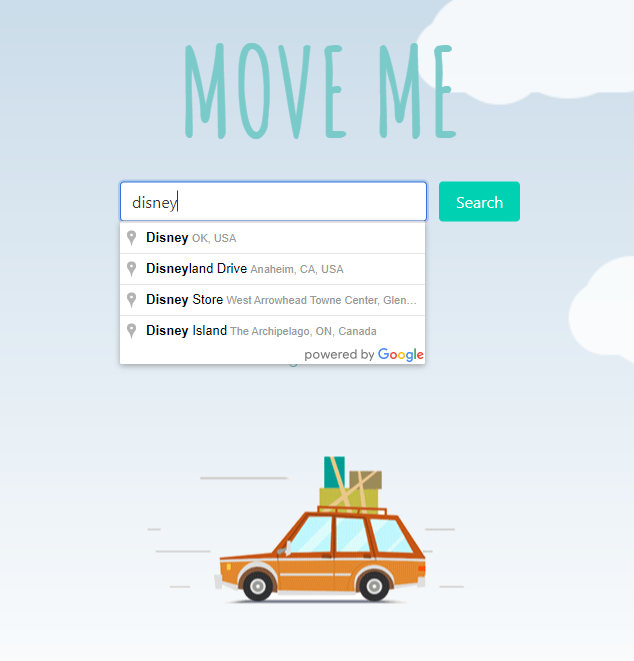 MOVE ME
disney
Search
Disney OK, USA
Disneyland Drive Anaheim, CA, USA
Disney Store West Arrowhead Towne Center, Glen...
Disney Island The Archipelago, ON, Canada
powered by Google